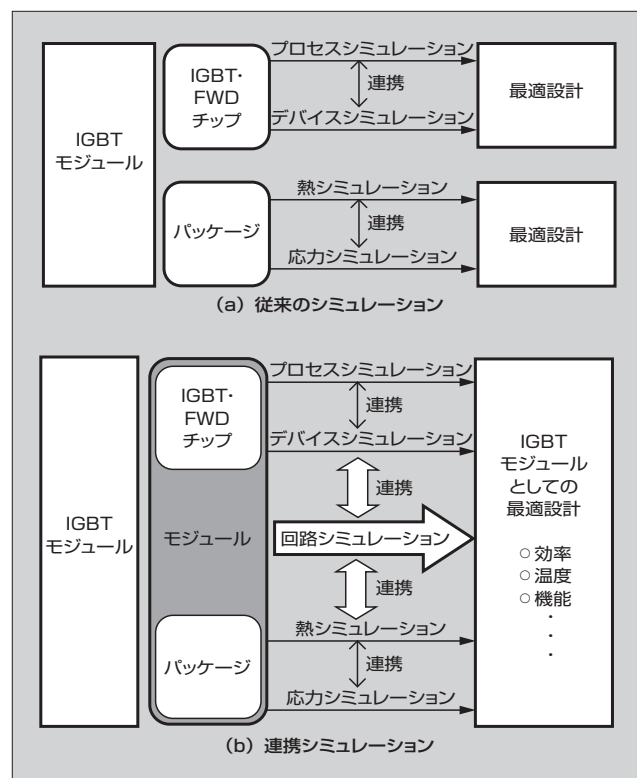 IGBT
モジュール
IGBT・
FWD
チップ
プロセスシミュレーション
連携
デバイスシミュレーション
最適設計
パッケージ
熱シミュレーション
連携
応力シミュレーション
最適設計
(a) 従来のシミュレーション
IGBT
モジュール
IGBT・
FWD
チップ
モジュール
パッケージ
プロセスシミュレーション
連携
デバイスシミュレーション
連携
回路シミュレーション
連携
熱シミュレーション
連携
応力シミュレーション
IGBT
モジュール
としての
最適設計
○ 効率
○ 温度
○ 機能
・
・
・
(b) 連携シミュレーション